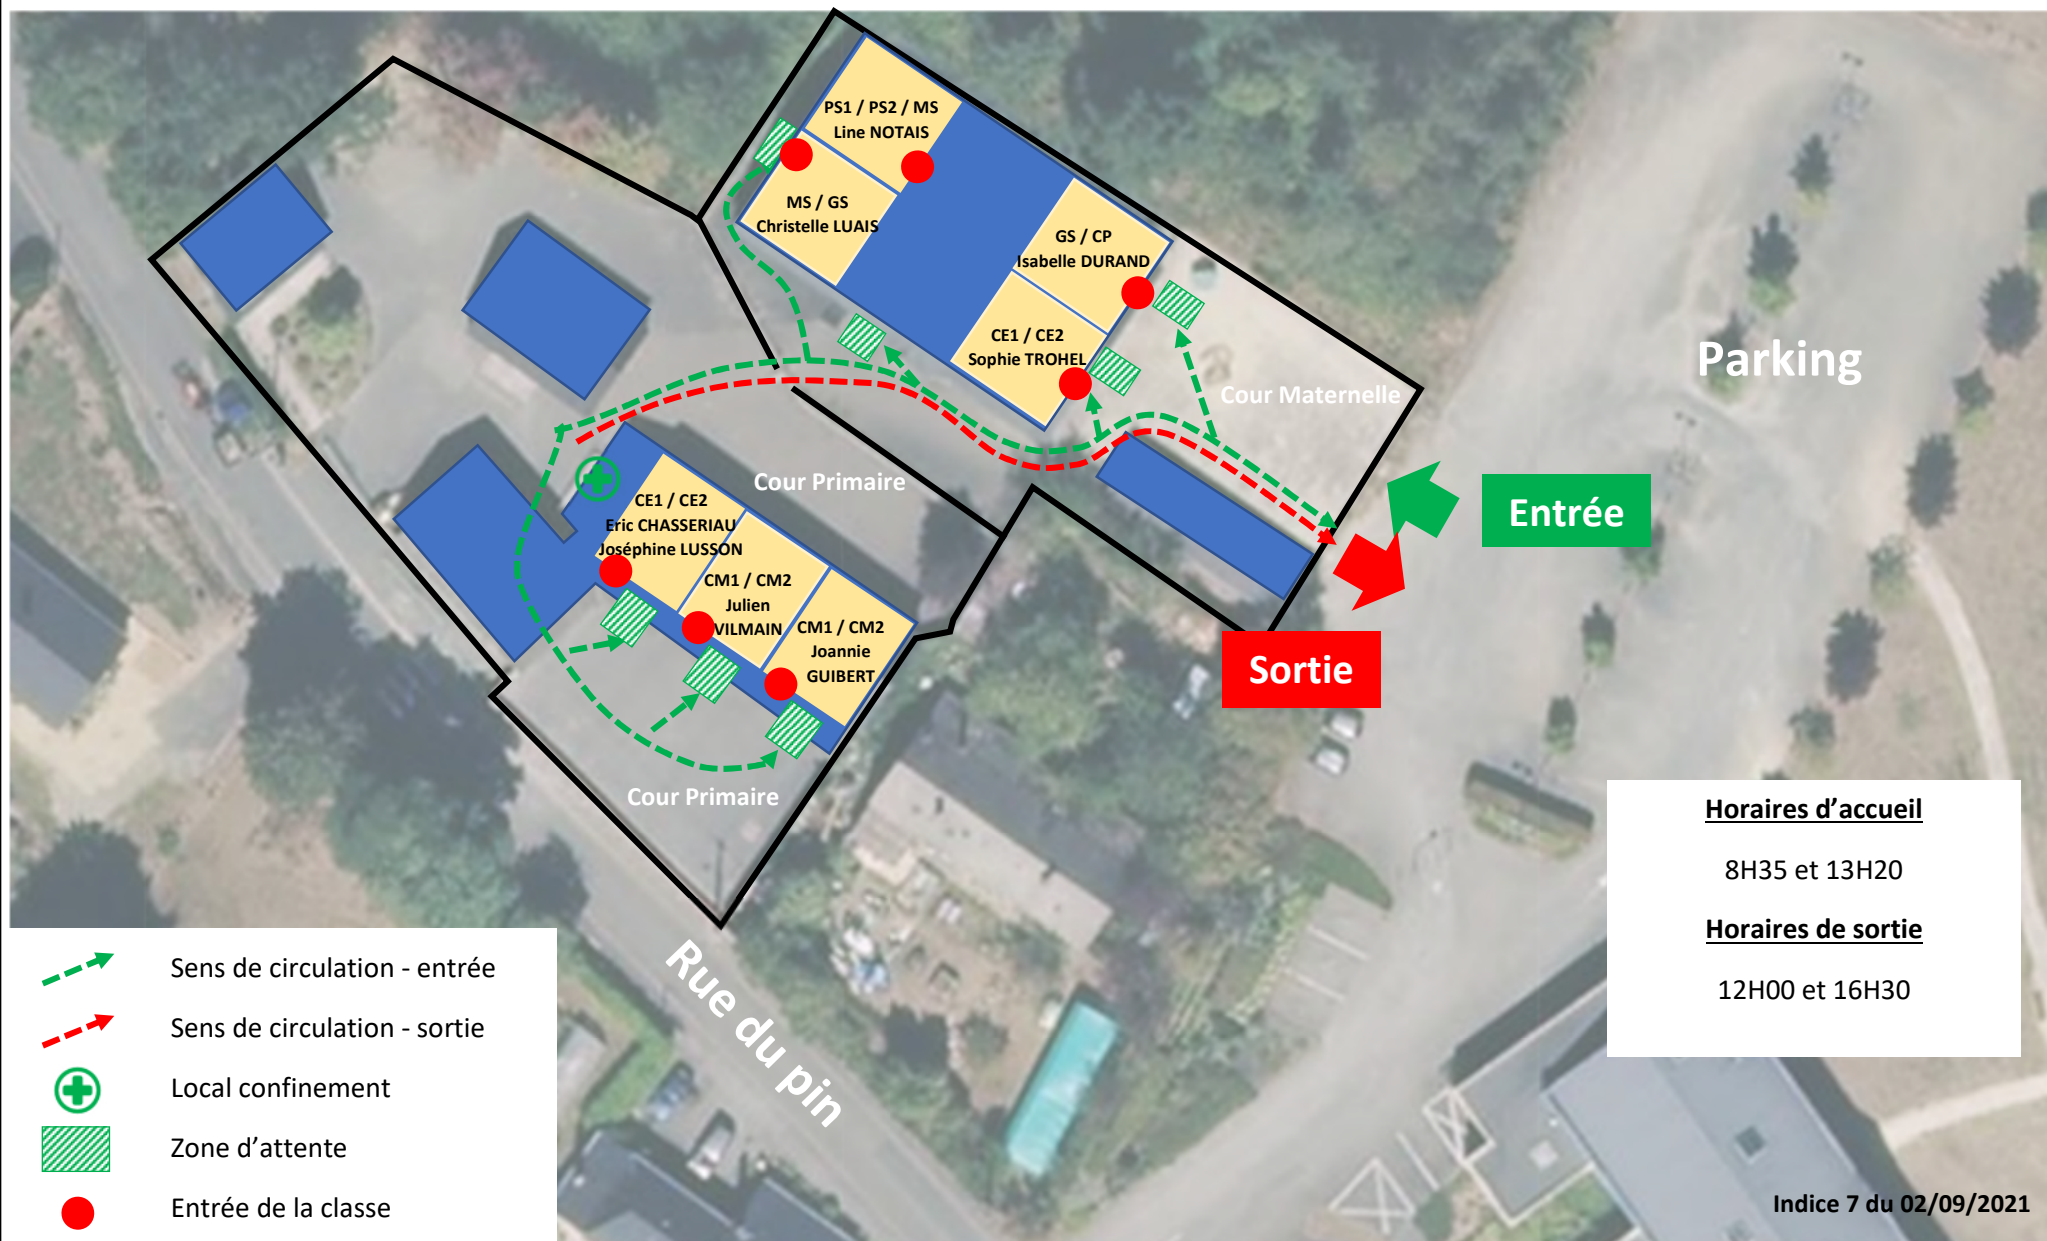 PS1 / PS2 / MS
Line NOTAIS
MS / GS
Christelle LUAIS
GS / CP
Isabelle DURAND
CE1 / CE2
Sophie TROHEL
Cour Maternelle
Parking
Cour Primaire
CE1 / CE2
Eric CHASSERIAU
Joséphine LUSSON
CM1 / CM2
Julien
VILMAIN
CM1 / CM2
Joannie
GUIBERT
Cour Primaire
Entrée
Sortie
Rue du pin
Horaires d'accueil
8H35 et 13H20
Horaires de sortie
12H00 et 16H30
Sens de circulation - entrée
Sens de circulation - sortie
Local confinement
Zone d'attente
Entrée de la classe
Indice 7 du 02/09/2021